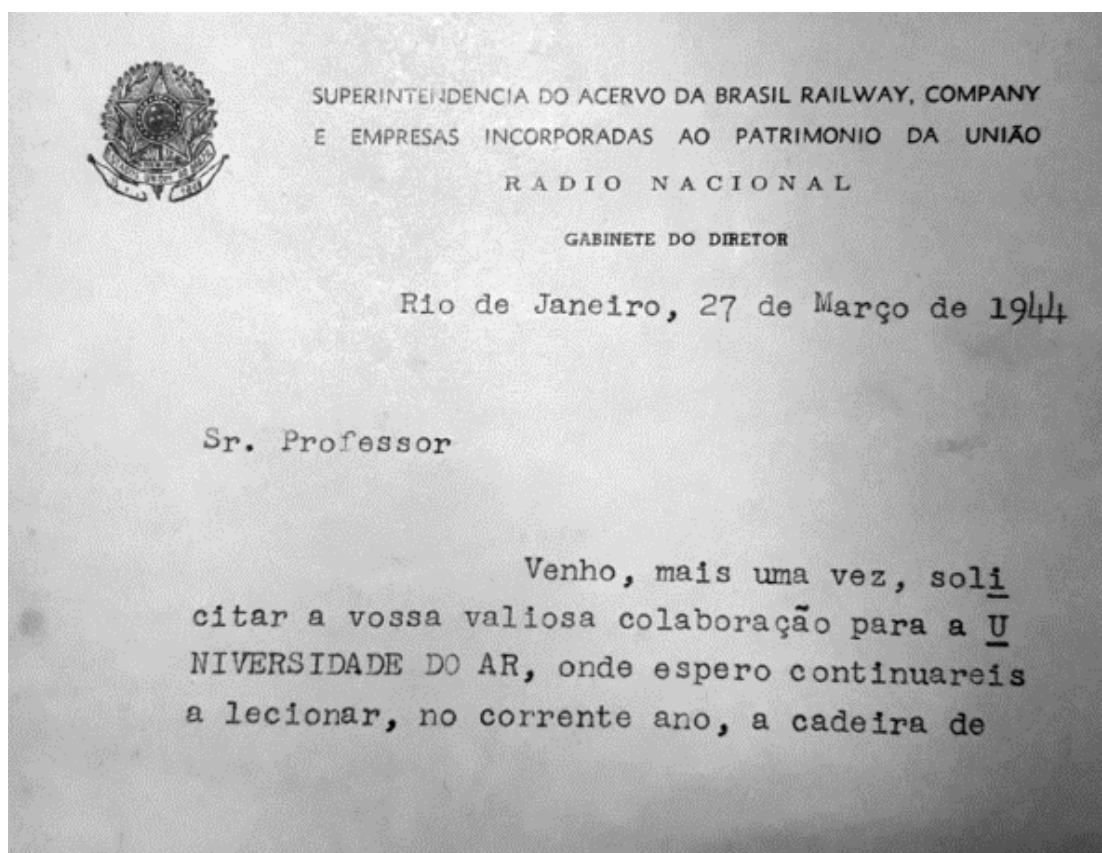 SUPERINTENDENCIA DO ACERVO DA BRASIL RAILWAY, COMPANY
E EMPRESAS INCORPORADAS AO PATRIMONIO DA UNIÃO
RADIO NACIONAL
GABINETE DO DIRETOR
Rio de Janeiro, 27 de Março de 1944
Sr. Professor
Venho, mais uma vez, soli
citar a vossa valiosa colaboração para a U
NIVERSIDADE DO AR, onde espero continuareis
a lecionar, no corrente ano, a cadeira de